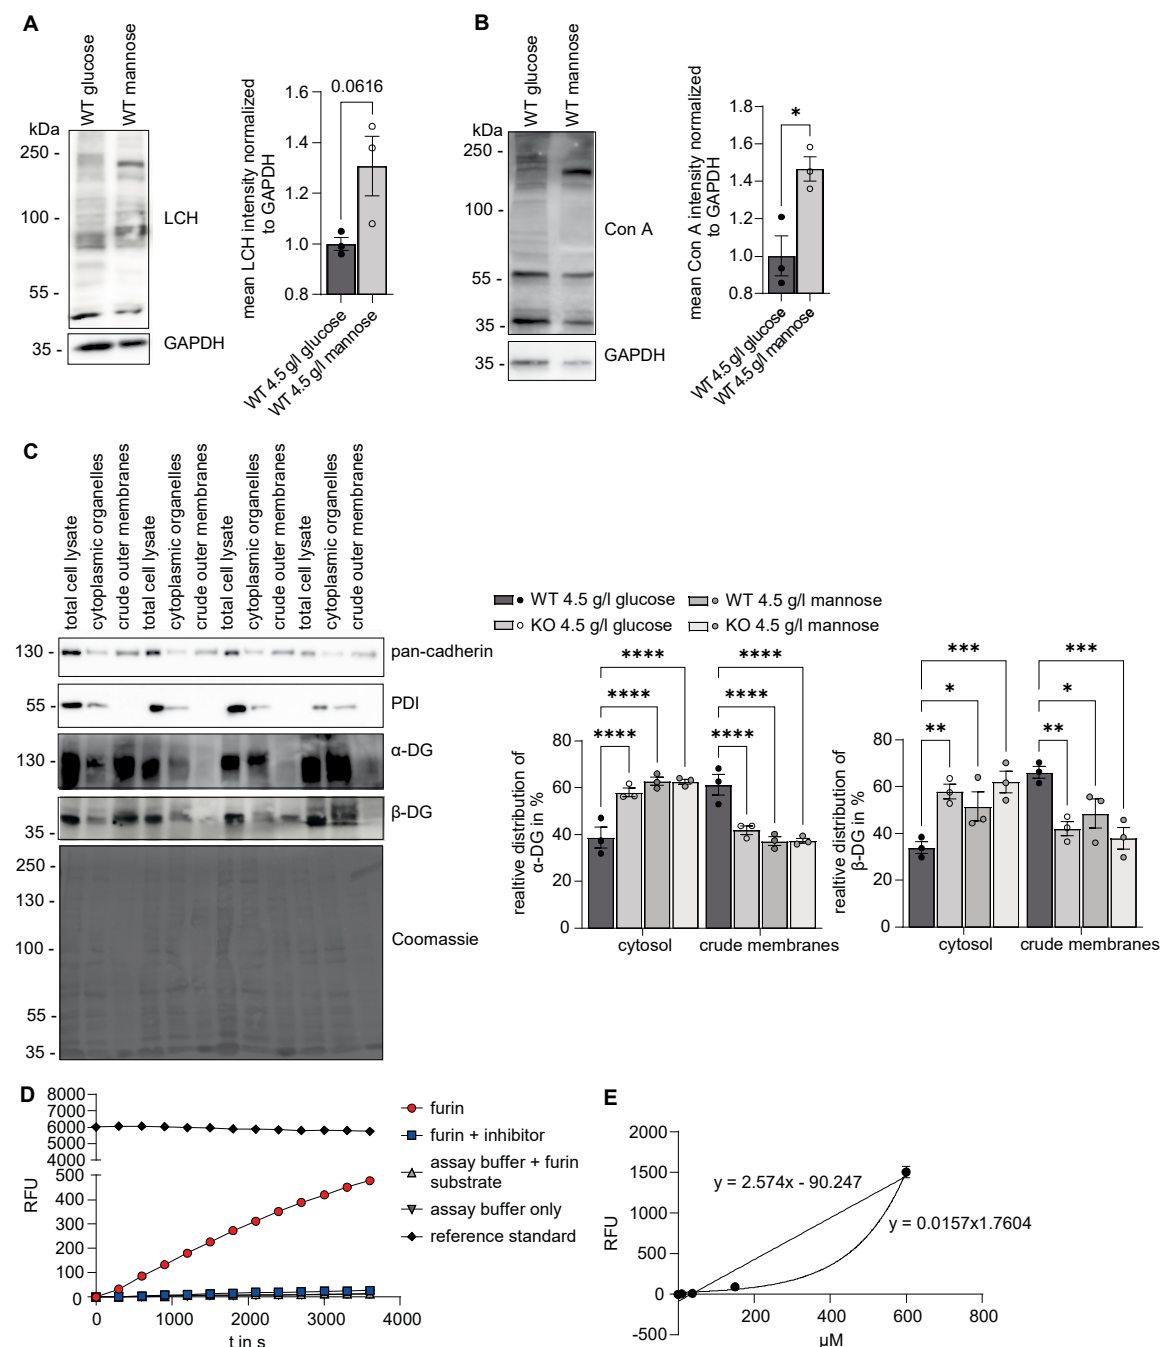 A
WT glucose
WT mannose
kDa
250 -
100 -
55 -
35 -
LCH
GAPDH
mean LCH intensity normalized
to GAPDH
1.6
1.4
1.2
1.0
0.8
0.0616
WT 4.5 g/l glucose
WT 4.5 g/l mannose
B
WT glucose
WT mannose
kDa
250 -
100 -
55 -
35 -
35 -
Con A
GAPDH
mean Con A intensity normalized
to GAPDH
1.8
1.6
1.4
1.2
1.0
0.8
*
WT 4.5 g/l glucose
WT 4.5 g/l mannose
C
total cell lysate
cytoplasmic organelles
crude outer membranes
total cell lysate
cytoplasmic organelles
crude outer membranes
total cell lysate
cytoplasmic organelles
crude outer membranes
total cell lysate
cytoplasmic organelles
crude outer membranes
130 -
pan-cadherin
55 -
PDI
130 -
α-DG
35 -
β-DG
250 -
130 -
100 -
55 -
35 -
Coomassie
WT 4.5 g/l glucose
WT 4.5 g/l mannose
KO 4.5 g/l glucose
KO 4.5 g/l mannose
realtive distribution of
α-DG in %
80
60
40
20
0
****
****
****
****
****
****
cytosol
crude membranes
realtive distribution of
β-DG in %
80
60
40
20
0
***
*
**
***
*
**
cytosol
crude membranes
D
RFU
8000
7000
6000
5000
4000
500
400
300
200
100
0
0
1000
2000
3000
4000
t in s
furin
furin + inhibitor
assay buffer + furin
substrate
assay buffer only
reference standard
E
RFU
2000
1500
1000
500
0
-500
200
400
600
800
µM
y = 2.574x - 90.247
y = 0.0157x1.7604